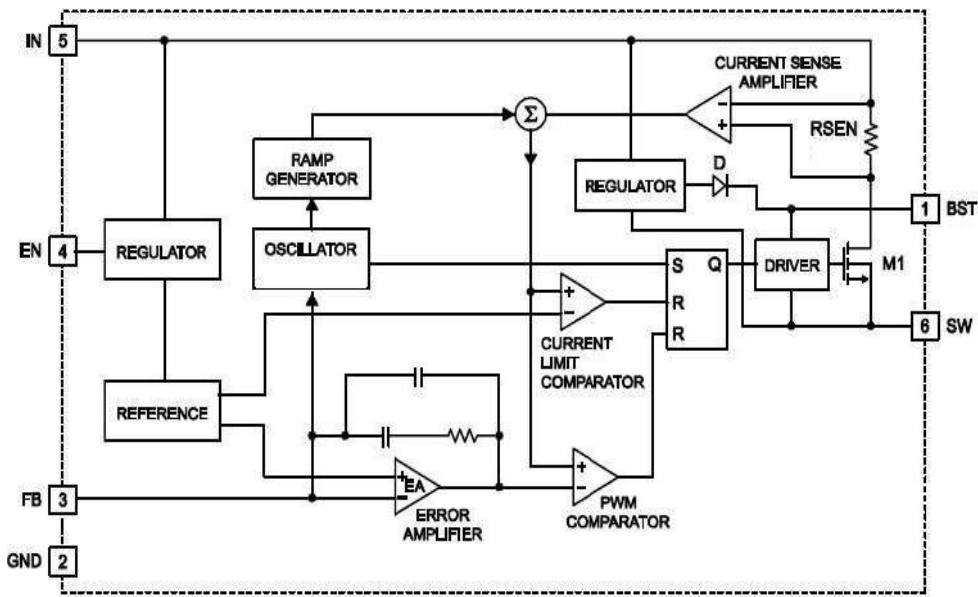 IN 5
CURRENT SENSE
AMPLIFIER
Σ
-
+
RSEN
RAMP
GENERATOR
D
REGULATOR
1 BST
EN 4
REGULATOR
OSCILLATOR
S
Q
DRIVER
M1
+
-
R
R
6 SW
CURRENT
LIMIT
COMPARATOR
REFERENCE
+
EA
-
+
-
FB 3
ERROR
AMPLIFIER
PWM
COMPARATOR
GND 2